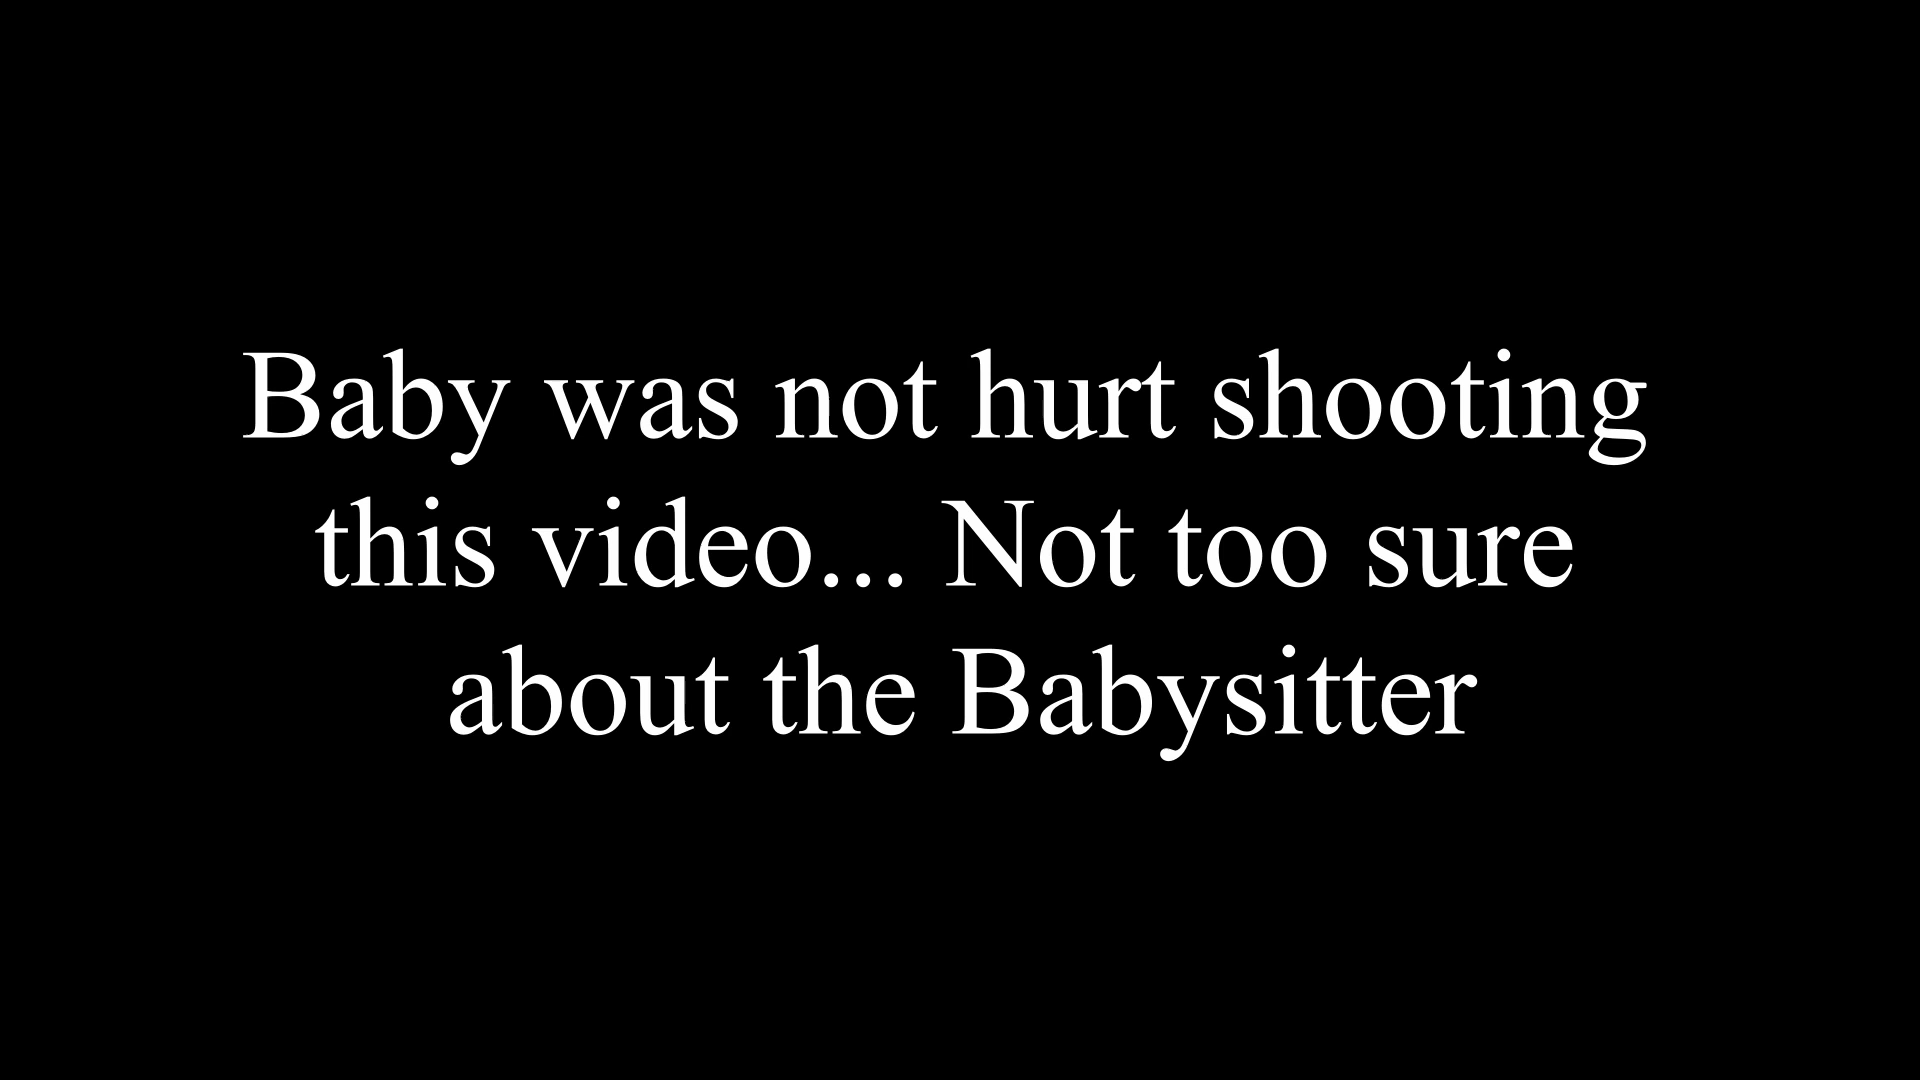 Baby was not hurt shooting
this video... Not too sure
about the Babysitter